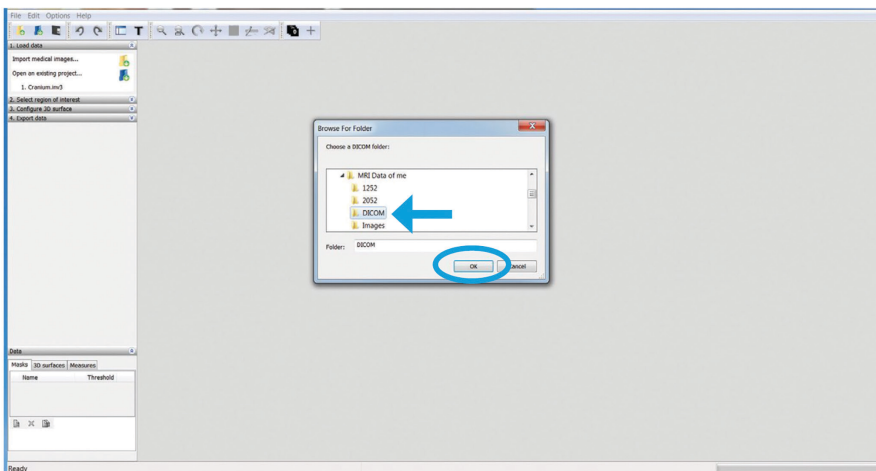 File Edit Options Help
T
1. Load data
Import medical images...
Open an existing project...
1. Cranium.inv3
2. Select region of interest
3. Configure 3D surface
4. Export data
Browse For Folder
Choose a DICOM folder:
MRI Data of me
1252
2052
DICOM
Images
Folder: DICOM
OK Cancel
Data
Masks 3D surfaces Measures
Name Threshold
Ready